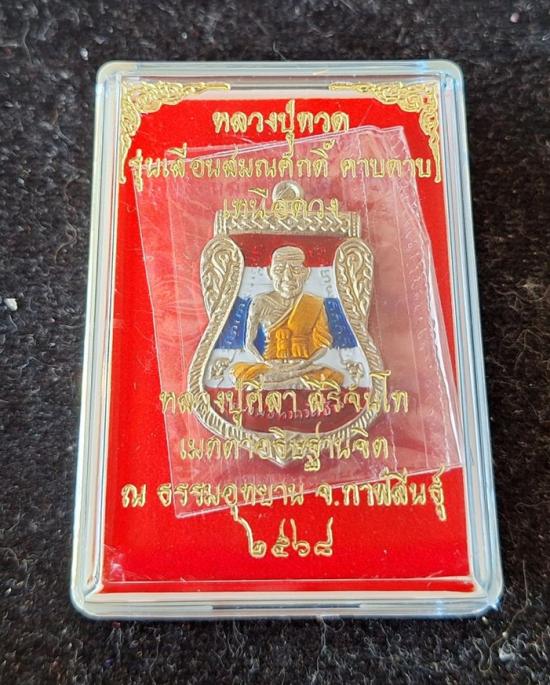 หลวงปู่ทวด
รุ่นเลื่อนสมณศักดิ์ คาบดาบ
เหนือดวง
หลวงปู่ศิลา สิริจันโท
เมตตาอธิษฐานจิต
ณ ธรรมอุทยาน จ.กาฬสินธุ์
๒๕๖๘